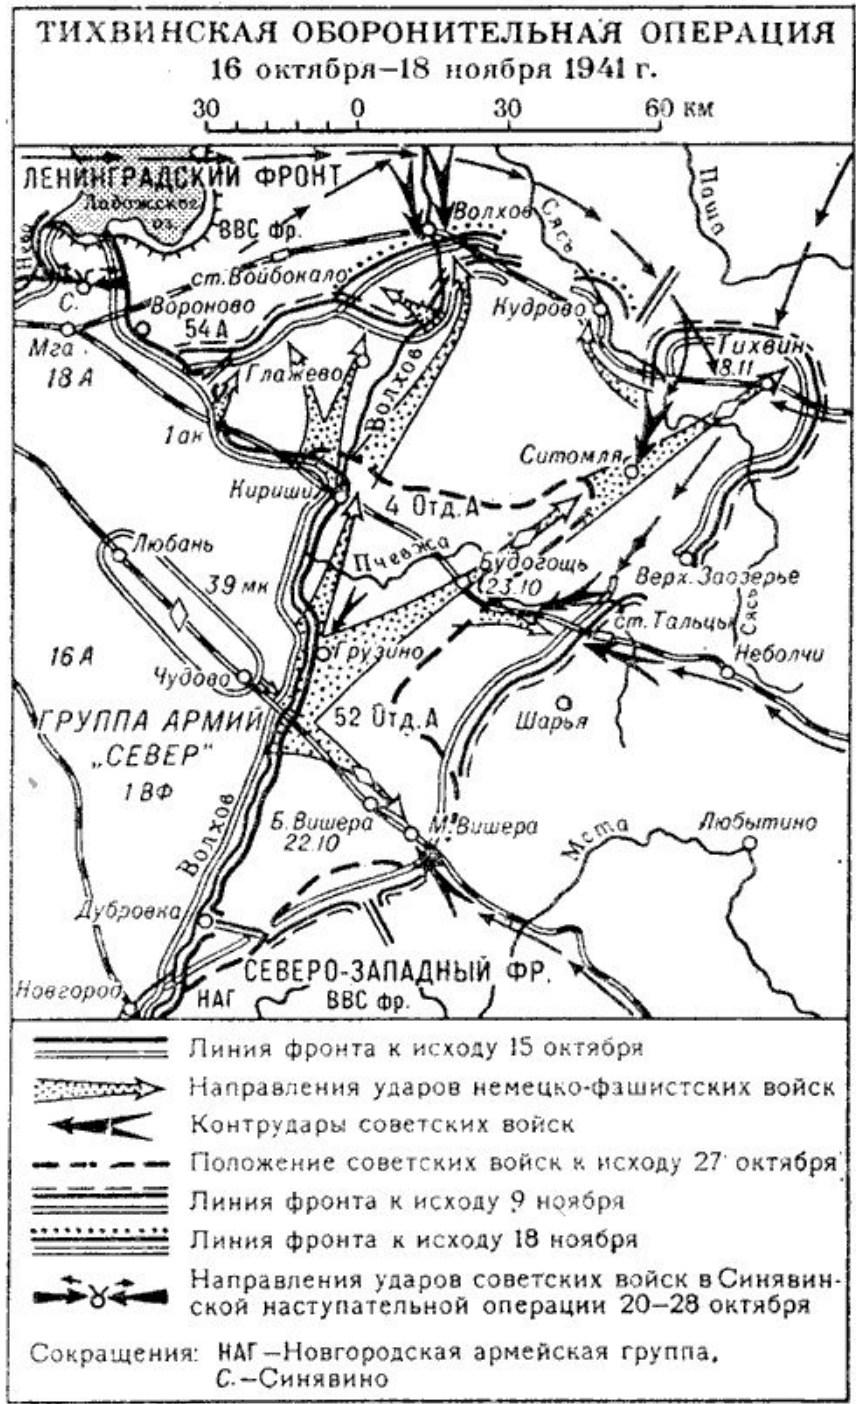 ТИХВИНСКАЯ ОБОРОНИТЕЛЬНАЯ ОПЕРАЦИЯ
16 октября—18 ноября 1941 г.
30 0 30 60 км
ЛЕНИНГРАДСКИЙ ФРОНТ
Ладожское
оз.
ВВС фр.
Нева
Волхов
Сясь
Паша
ст. Войбокало
С.
Вороново
54 А
Кудрово
Мга
18 А
Глажево
Волхов
Тихвин
8.11
1 ак
Ситомля
Кириши
4 Отд. А
Любань
Пчевжа
Будогощь
23.10
Верх. Заозерье
39 мк
ст. Тальцы
Сясь
16 А
Грузино
Неболчи
Чудово
52 Отд. А
Шарья
ГРУППА АРМИЙ
„СЕВЕР"
1 ВФ
Волхов
Б. Вишера
22.10
М. Вишера
Мста
Любытино
Дубровка
СЕВЕРО-ЗАПАДНЫЙ ФР.
Новгород
НАГ
ВВС фр.
Линия фронта к исходу 15 октября
Направления ударов немецко-фашистских войск
Контрудары советских войск
Положение советских войск к исходу 27 октября
Линия фронта к исходу 9 ноября
Линия фронта к исходу 18 ноября
Направления ударов советских войск в Синявин-
ской наступательной операции 20—28 октября
Сокращения: НАГ—Новгородская армейская группа,
С.—Синявино